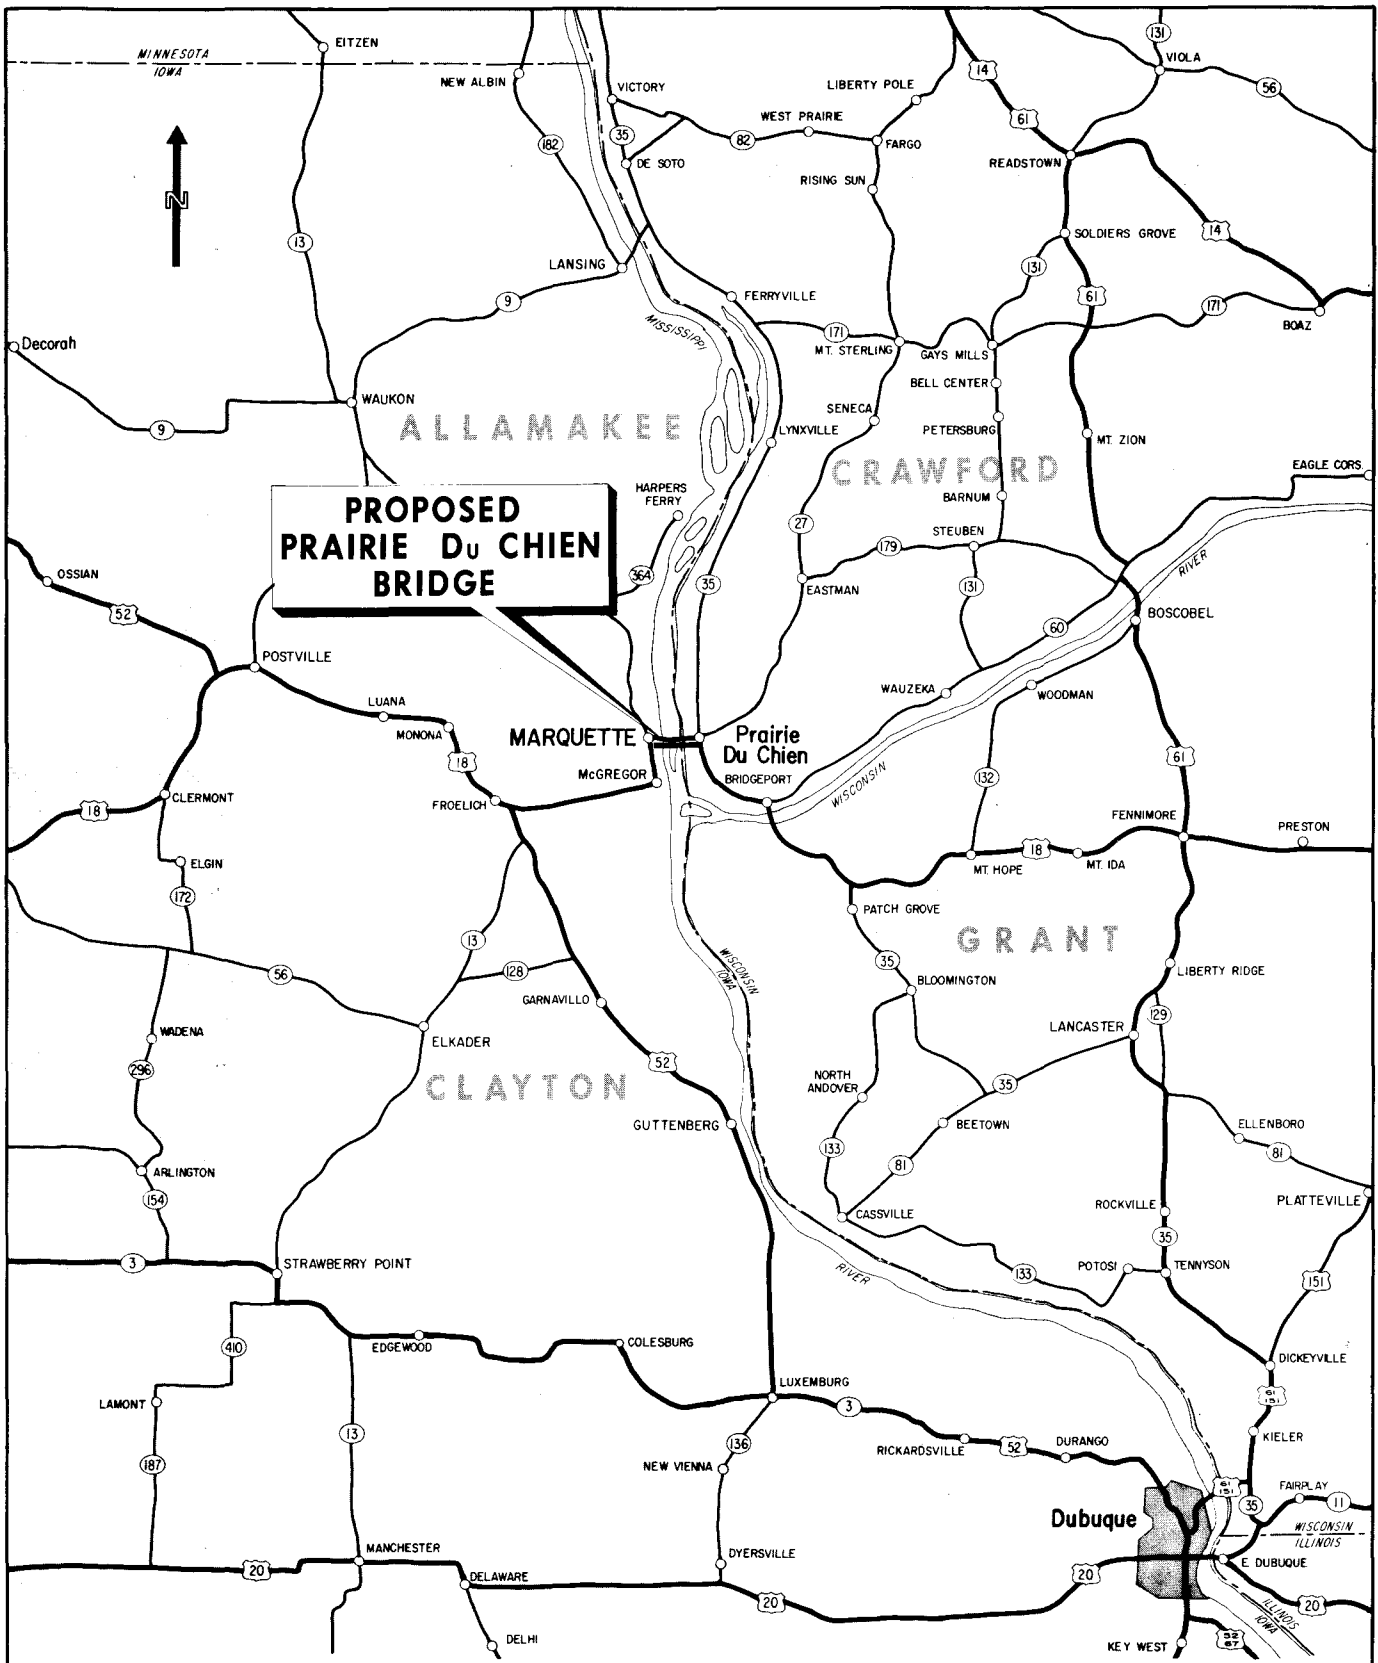 MINNESOTA
IOWA
EITZEN
NEW ALBIN
VICTORY
LIBERTY POLE
14
131
VIOLA
56
WEST PRAIRIE
61
182
35
82
FARGO
DE SOTO
READSTOWN
RISING SUN
N
13
SOLDIERS GROVE
14
LANSING
131
61
9
FERRYVILLE
171
BOAZ
MISSISSIPPI
171
MT. STERLING
GAYS MILLS
Decorah
BELL CENTER
WAUKON
SENECA
PETERSBURG
ALLAMAKEE
LYNXVILLE
MT. ZION
9
CRAWFORD
EAGLE CORS.
HARPERS
FERRY
BARNUM
PROPOSED
PRAIRIE Du CHIEN
BRIDGE
27
STEUBEN
179
RIVER
OSSIAN
364
35
EASTMAN
131
52
BOSCOBEL
60
POSTVILLE
WAUZEKA
WOODMAN
LUANA
MONONA
MARQUETTE
Prairie
Du Chien
61
18
McGREGOR
BRIDGEPORT
WISCONSIN
132
CLERMONT
18
FROELICH
FENNIMORE
PRESTON
ELGIN
MT. HOPE
18
MT. IDA
172
PATCH GROVE
GRANT
13
56
128
WISCONSIN
IOWA
35
LIBERTY RIDGE
BLOOMINGTON
GARNAVILLO
129
WADENA
ELKADER
LANCASTER
52
296
CLAYTON
NORTH
ANDOVER
35
GUTTENBERG
BEETOWN
ELLENBORO
133
81
81
ARLINGTON
154
ROCKVILLE
PLATTEVILLE
CASSVILLE
35
3
STRAWBERRY POINT
RIVER
133
POTOSI
TENNYSON
151
410
EDGEWOOD
COLESBURG
DICKEYVILLE
LUXEMBURG
61
151
LAMONT
3
13
136
RICKARDSVILLE
52
DURANGO
KIELER
187
NEW VIENNA
61
151
FAIRPLAY
35
11
Dubuque
WISCONSIN
ILLINOIS
MANCHESTER
DYERSVILLE
E. DUBUQUE
20
DELAWARE
20
20
20
ILLINOIS
IOWA
DELHI
KEY WEST
52
67
131